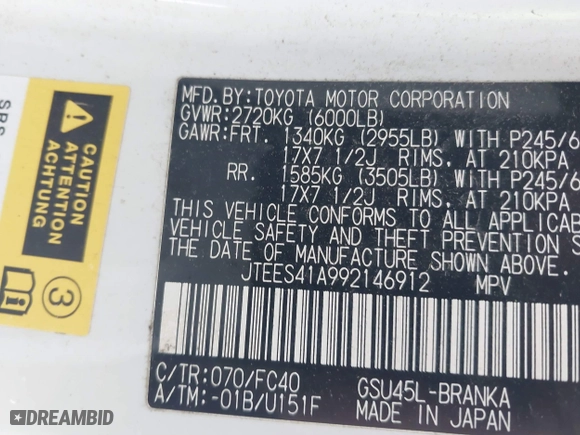 MFD.BY:TOYOTA MOTOR CORPORATION
GVWR:2720KG (6000LB)
GAWR:FRT. 1340KG (2955LB) WITH P245/6
17X7 1/2J RIMS, AT 210KPA
RR. 1585KG (3505LB) WITH P245/6
17X7 1/2J RIMS, AT 210KPA
THIS VEHICLE CONFORMS TO ALL APPLICABL
VEHICLE SAFETY AND THEFT PREVENTION S
THE DATE OF MANUFACTURE SHOWN ABOVE.
JTEES41A992146912 MPV
C/TR:070/FC40 GSU45L-BRANKA
A/TM:-01B/U151F MADE IN JAPAN
SRS
CAUTION
ATTENTION
3
i
DREAMBID